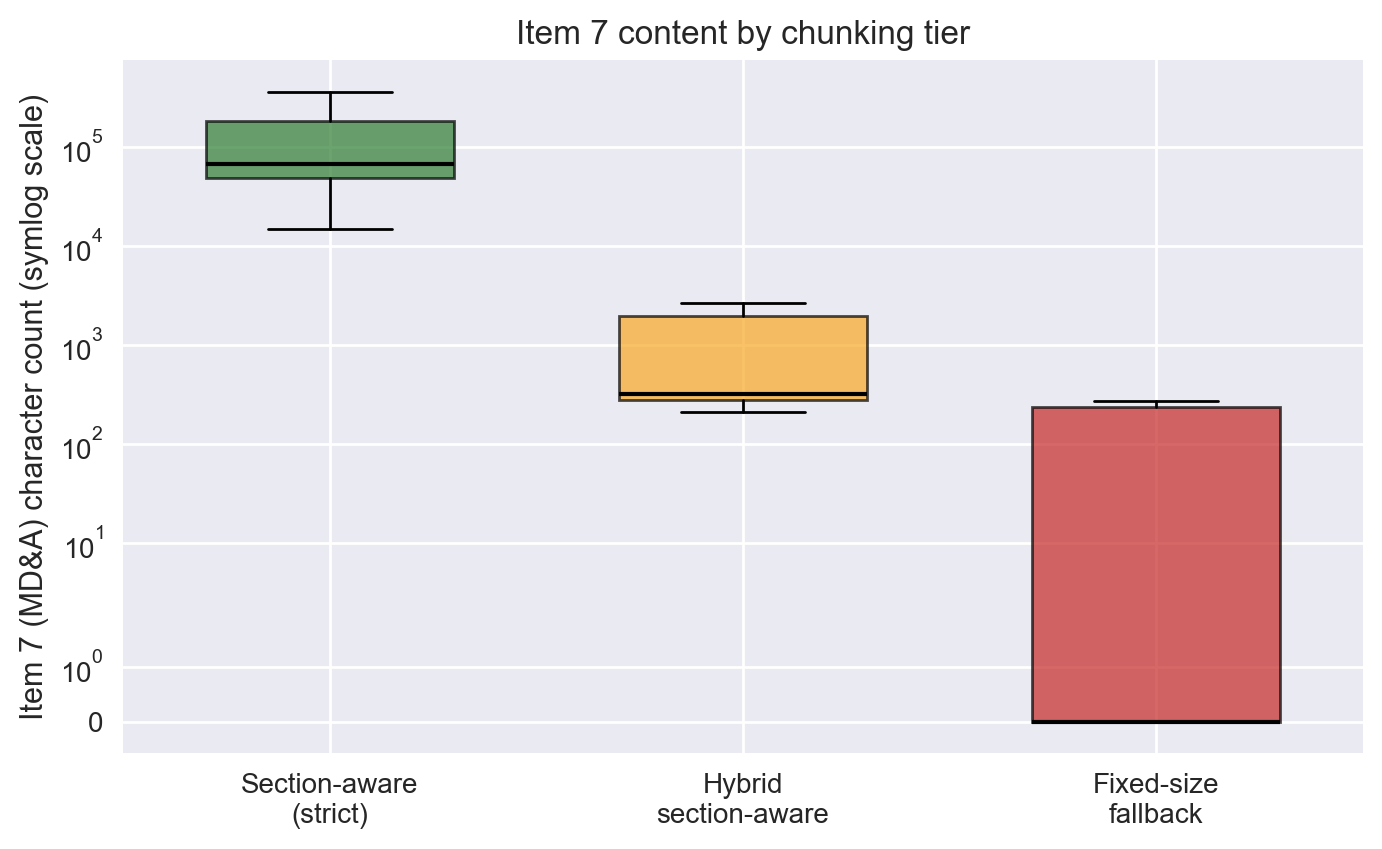 Item 7 content by chunking tier
Item 7 (MD&A) character count (symlog scale)
10^5
10^4
10^3
10^2
10^1
10^0
0
Section-aware
(strict)
Hybrid
section-aware
Fixed-size
fallback